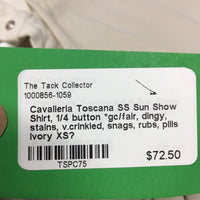 The Tack Collector
1000856-1059
Cavalleria Toscana SS Sun Show
Shirt, 1/4 button *gc/fair, dingy,
stains, v.crinkled, snags, rubs, pills
Ivory XS?
TSPC75
$72.50